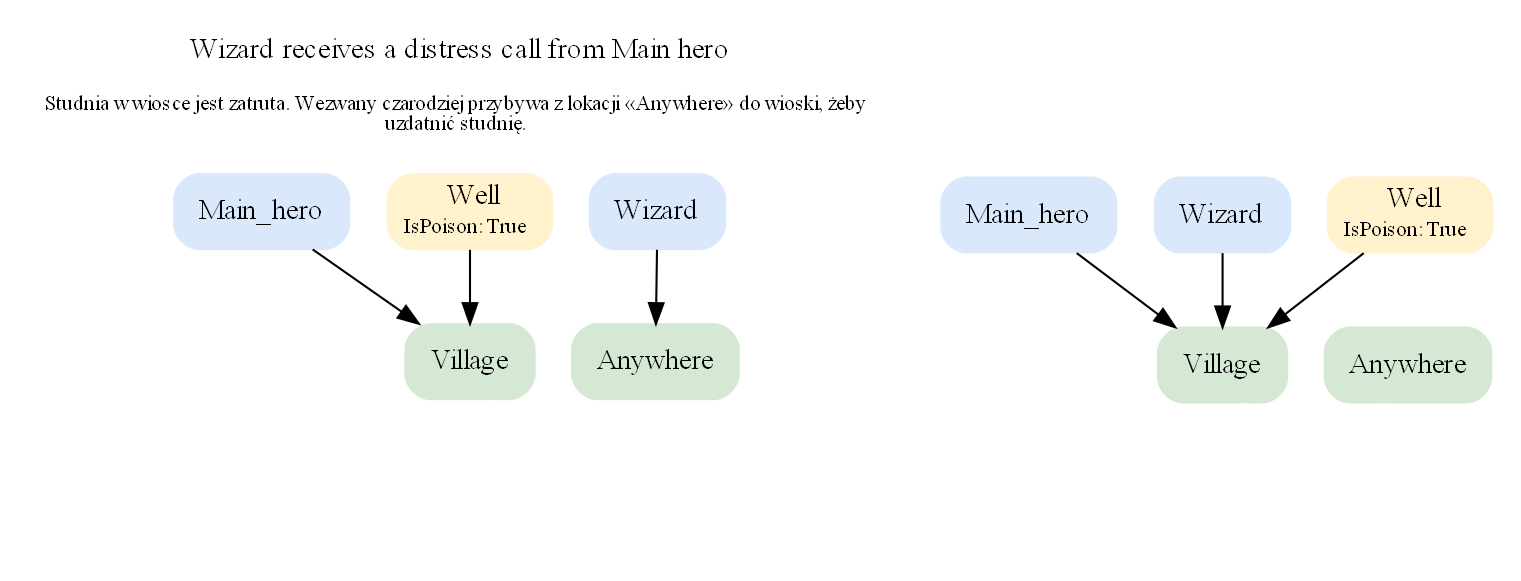 Wizard receives a distress call from Main hero
Studnia w wiosce jest zatruta. Wezwany czarodziej przybywa z lokacji «Anywhere» do wioski, żeby
uzdatnić studnię.
Main_hero
Well
IsPoison: True
Wizard
Village
Anywhere
Main_hero
Wizard
Well
IsPoison: True
Village
Anywhere